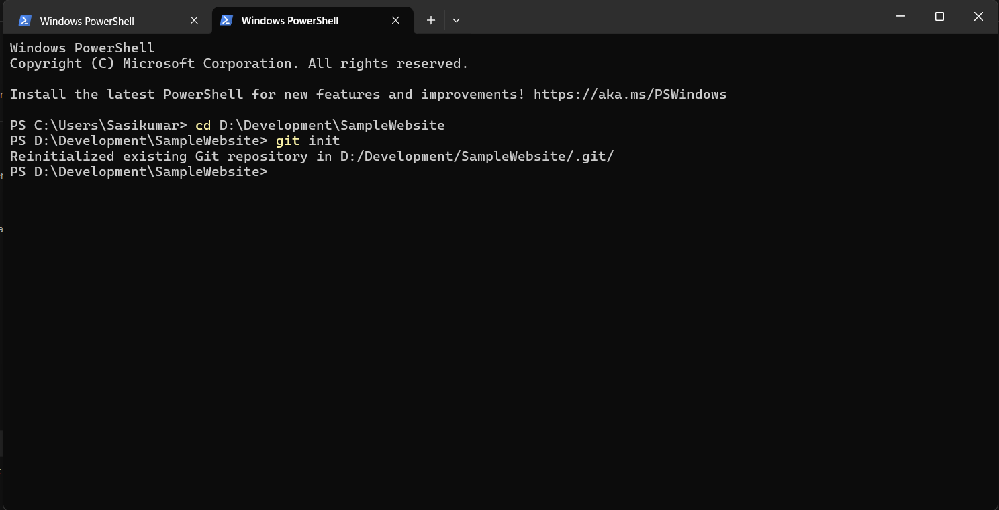 Windows PowerShell
Windows PowerShell
Windows PowerShell
Copyright (C) Microsoft Corporation. All rights reserved.
Install the latest PowerShell for new features and improvements! https://aka.ms/PSWindows
PS C:\Users\Sasikumar> cd D:\Development\SampleWebsite
PS D:\Development\SampleWebsite> git init
Reinitialized existing Git repository in D:/Development/SampleWebsite/.git/
PS D:\Development\SampleWebsite>